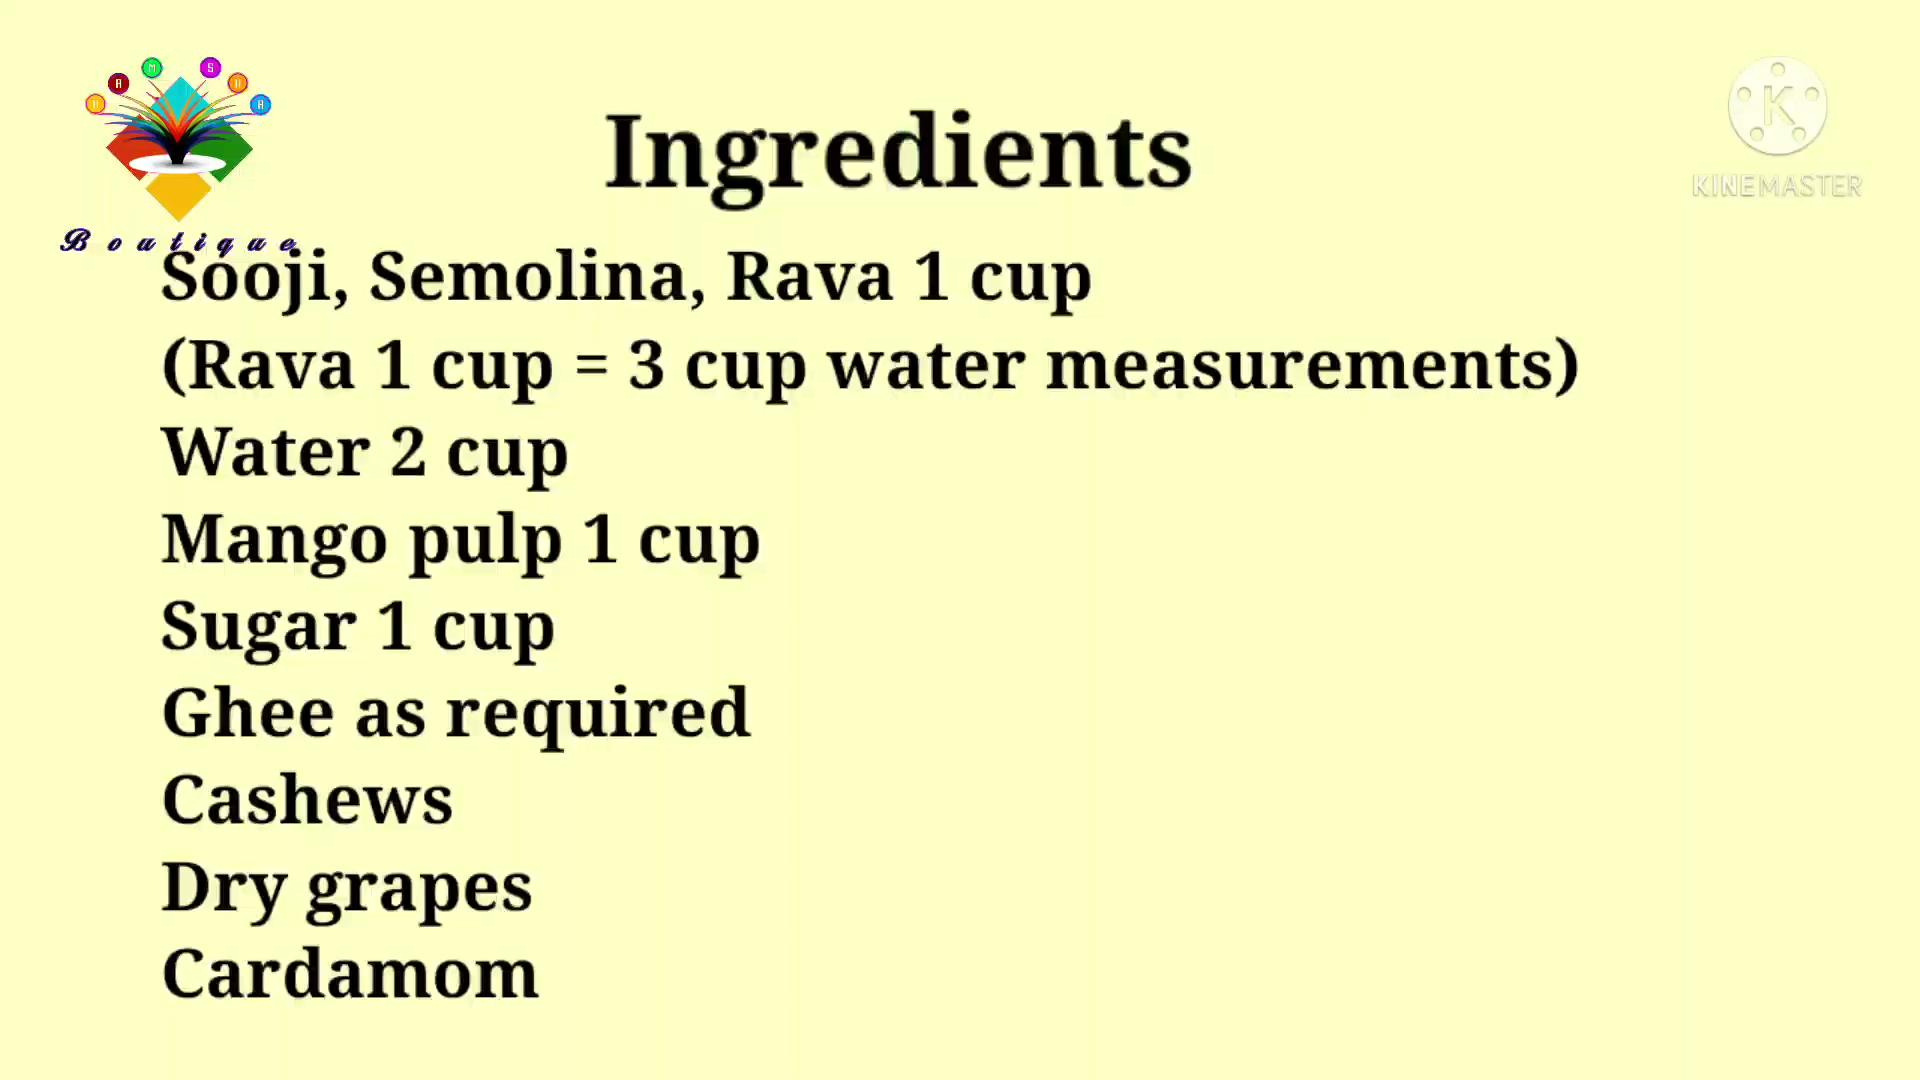 Ingredients
Boutique
KINEMASTER
Sooji, Semolina, Rava 1 cup
(Rava 1 cup = 3 cup water measurements)
Water 2 cup
Mango pulp 1 cup
Sugar 1 cup
Ghee as required
Cashews
Dry grapes
Cardamom